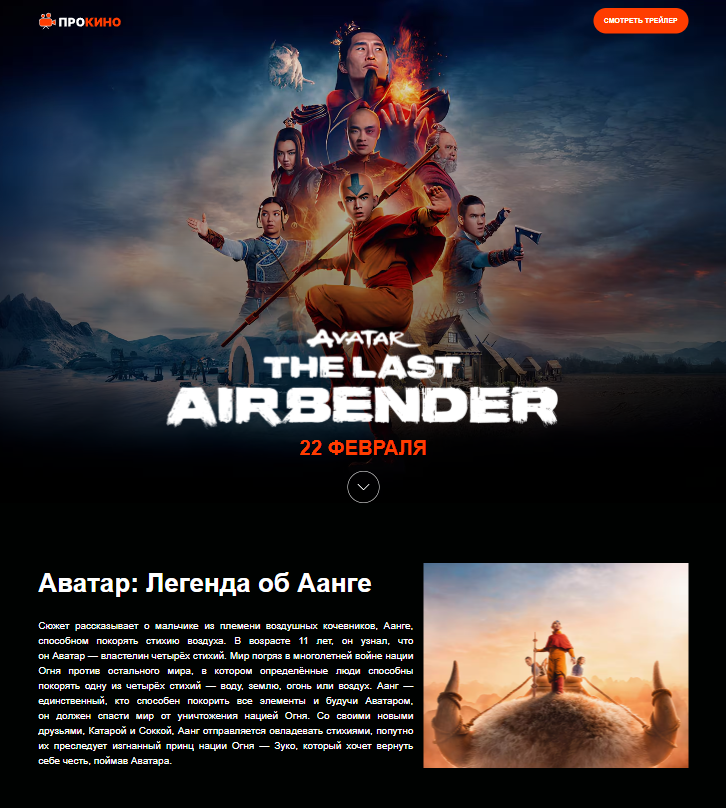 ПРОКИНО
СМОТРЕТЬ ТРЕЙЛЕР
AVATAR
THE LAST
AIRBENDER
22 ФЕВРАЛЯ
Аватар: Легенда об Аанге
Сюжет рассказывает о мальчике из племени воздушных кочевников, Аанге,
способном покорять стихию воздуха. В возрасте 11 лет, он узнал, что
он Аватар — властелин четырёх стихий. Мир погряз в многолетней войне нации
Огня против остального мира, в котором определённые люди способны
покорять одну из четырёх стихий — воду, землю, огонь или воздух. Аанг —
единственный, кто способен покорить все элементы и будучи Аватаром,
он должен спасти мир от уничтожения нацией Огня. Со своими новыми
друзьями, Катарой и Соккой, Аанг отправляется овладевать стихиями, попутно
их преследует изгнанный принц нации Огня — Зуко, который хочет вернуть
себе честь, поймав Аватара.